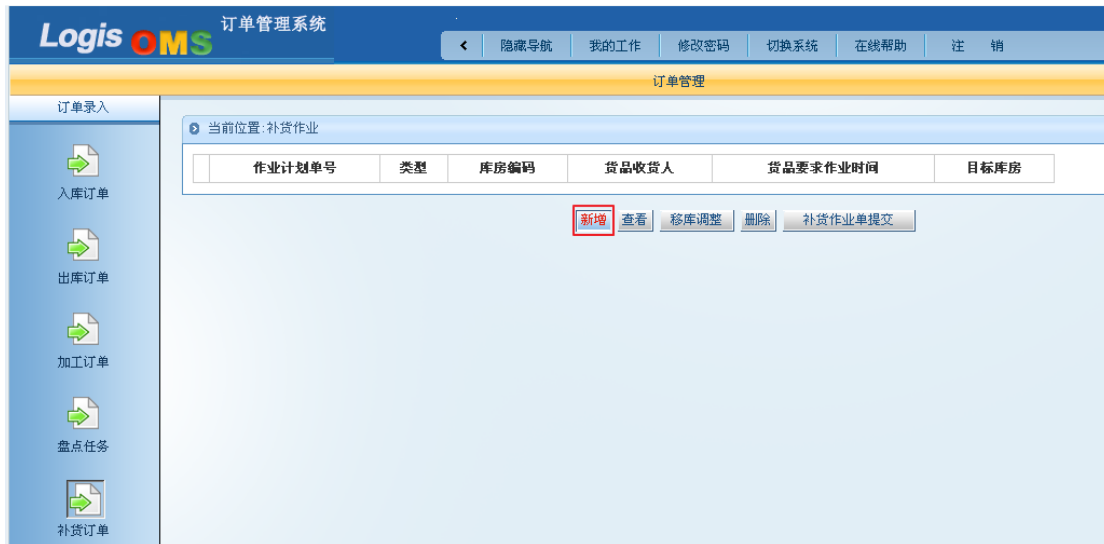 Logis OMS 订单管理系统
隐藏导航 我的工作 修改密码 切换系统 在线帮助 注 销
订单管理
订单录入
当前位置:补货作业
作业计划单号 类型 库房编码 货品收货人 货品要求作业时间 目标库房
新增 查看 移库调整 删除 补货作业单提交
入库订单
出库订单
加工订单
盘点任务
补货订单